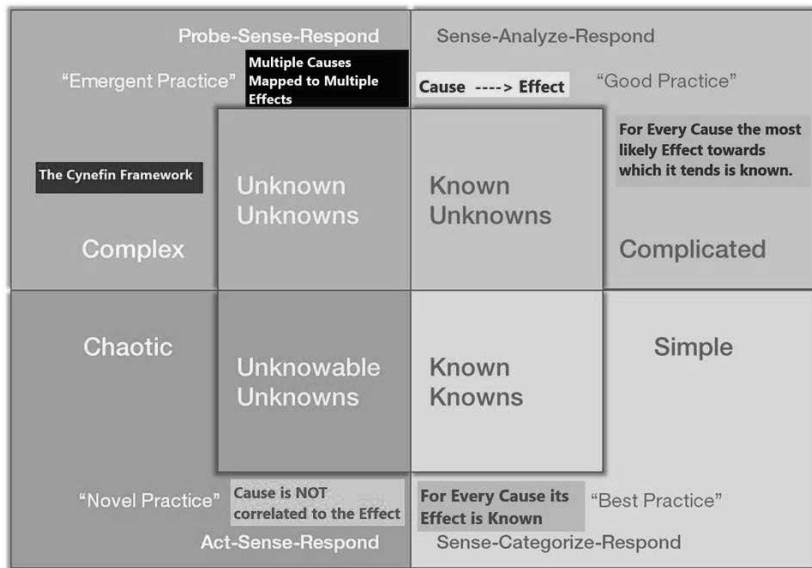 Probe-Sense-Respond
Sense-Analyze-Respond
“Emergent Practice”
Multiple Causes
Mapped to Multiple
Effects
Cause ----> Effect
“Good Practice”
For Every Cause the most
likely Effect towards
which it tends is known.
The Cynefin Framework
Unknown
Unknowns
Known
Unknowns
Complex
Complicated
Chaotic
Unknowable
Unknowns
Known
Knowns
Simple
“Novel Practice”
Cause is NOT
correlated to the Effect
For Every Cause its
Effect is Known
“Best Practice”
Act-Sense-Respond
Sense-Categorize-Respond